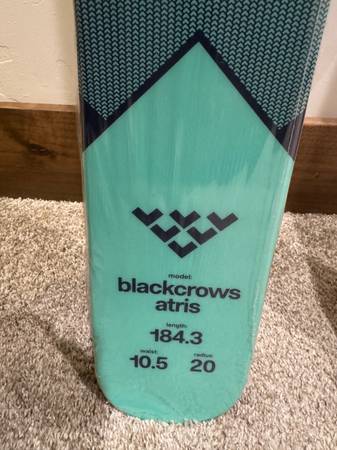 model:
blackcrows
atris
length:
184.3
waist: radius
10.5 20